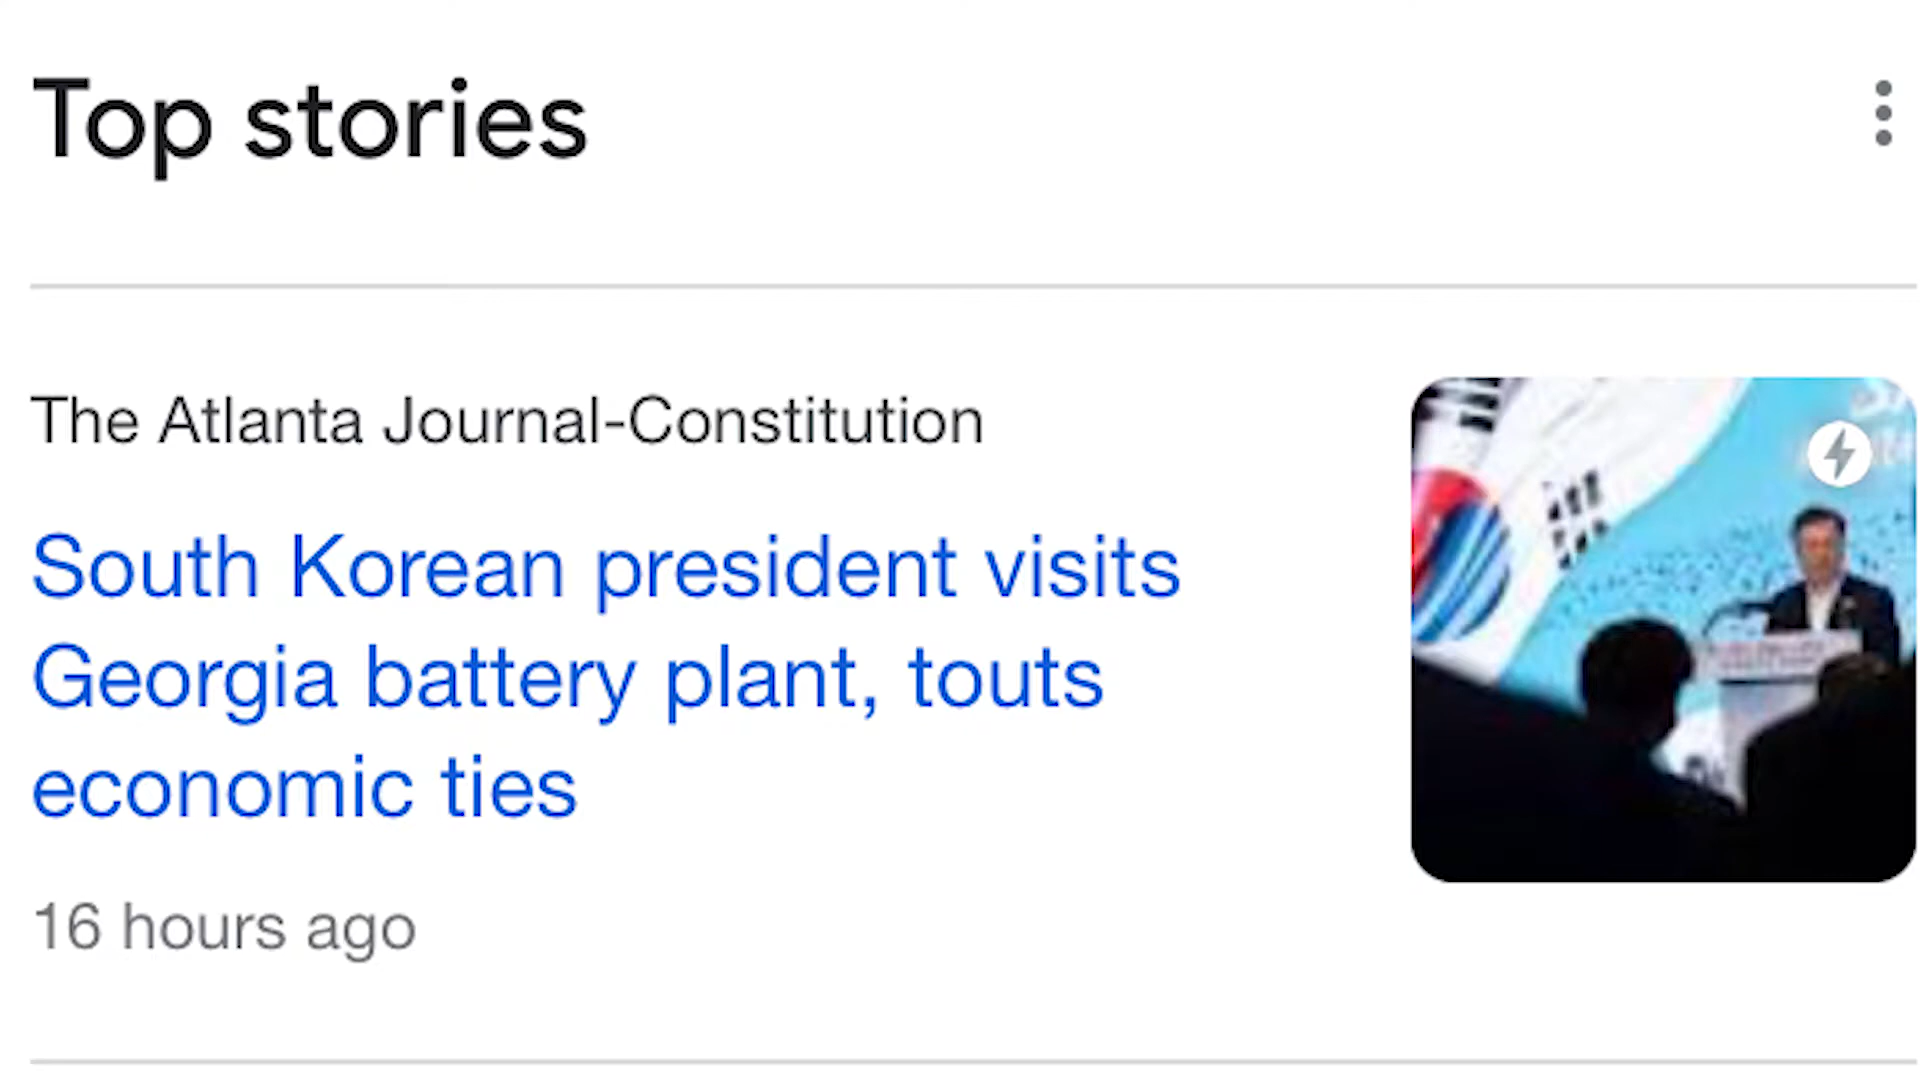 Top stories
The Atlanta Journal-Constitution
South Korean president visits
Georgia battery plant, touts
economic ties
16 hours ago